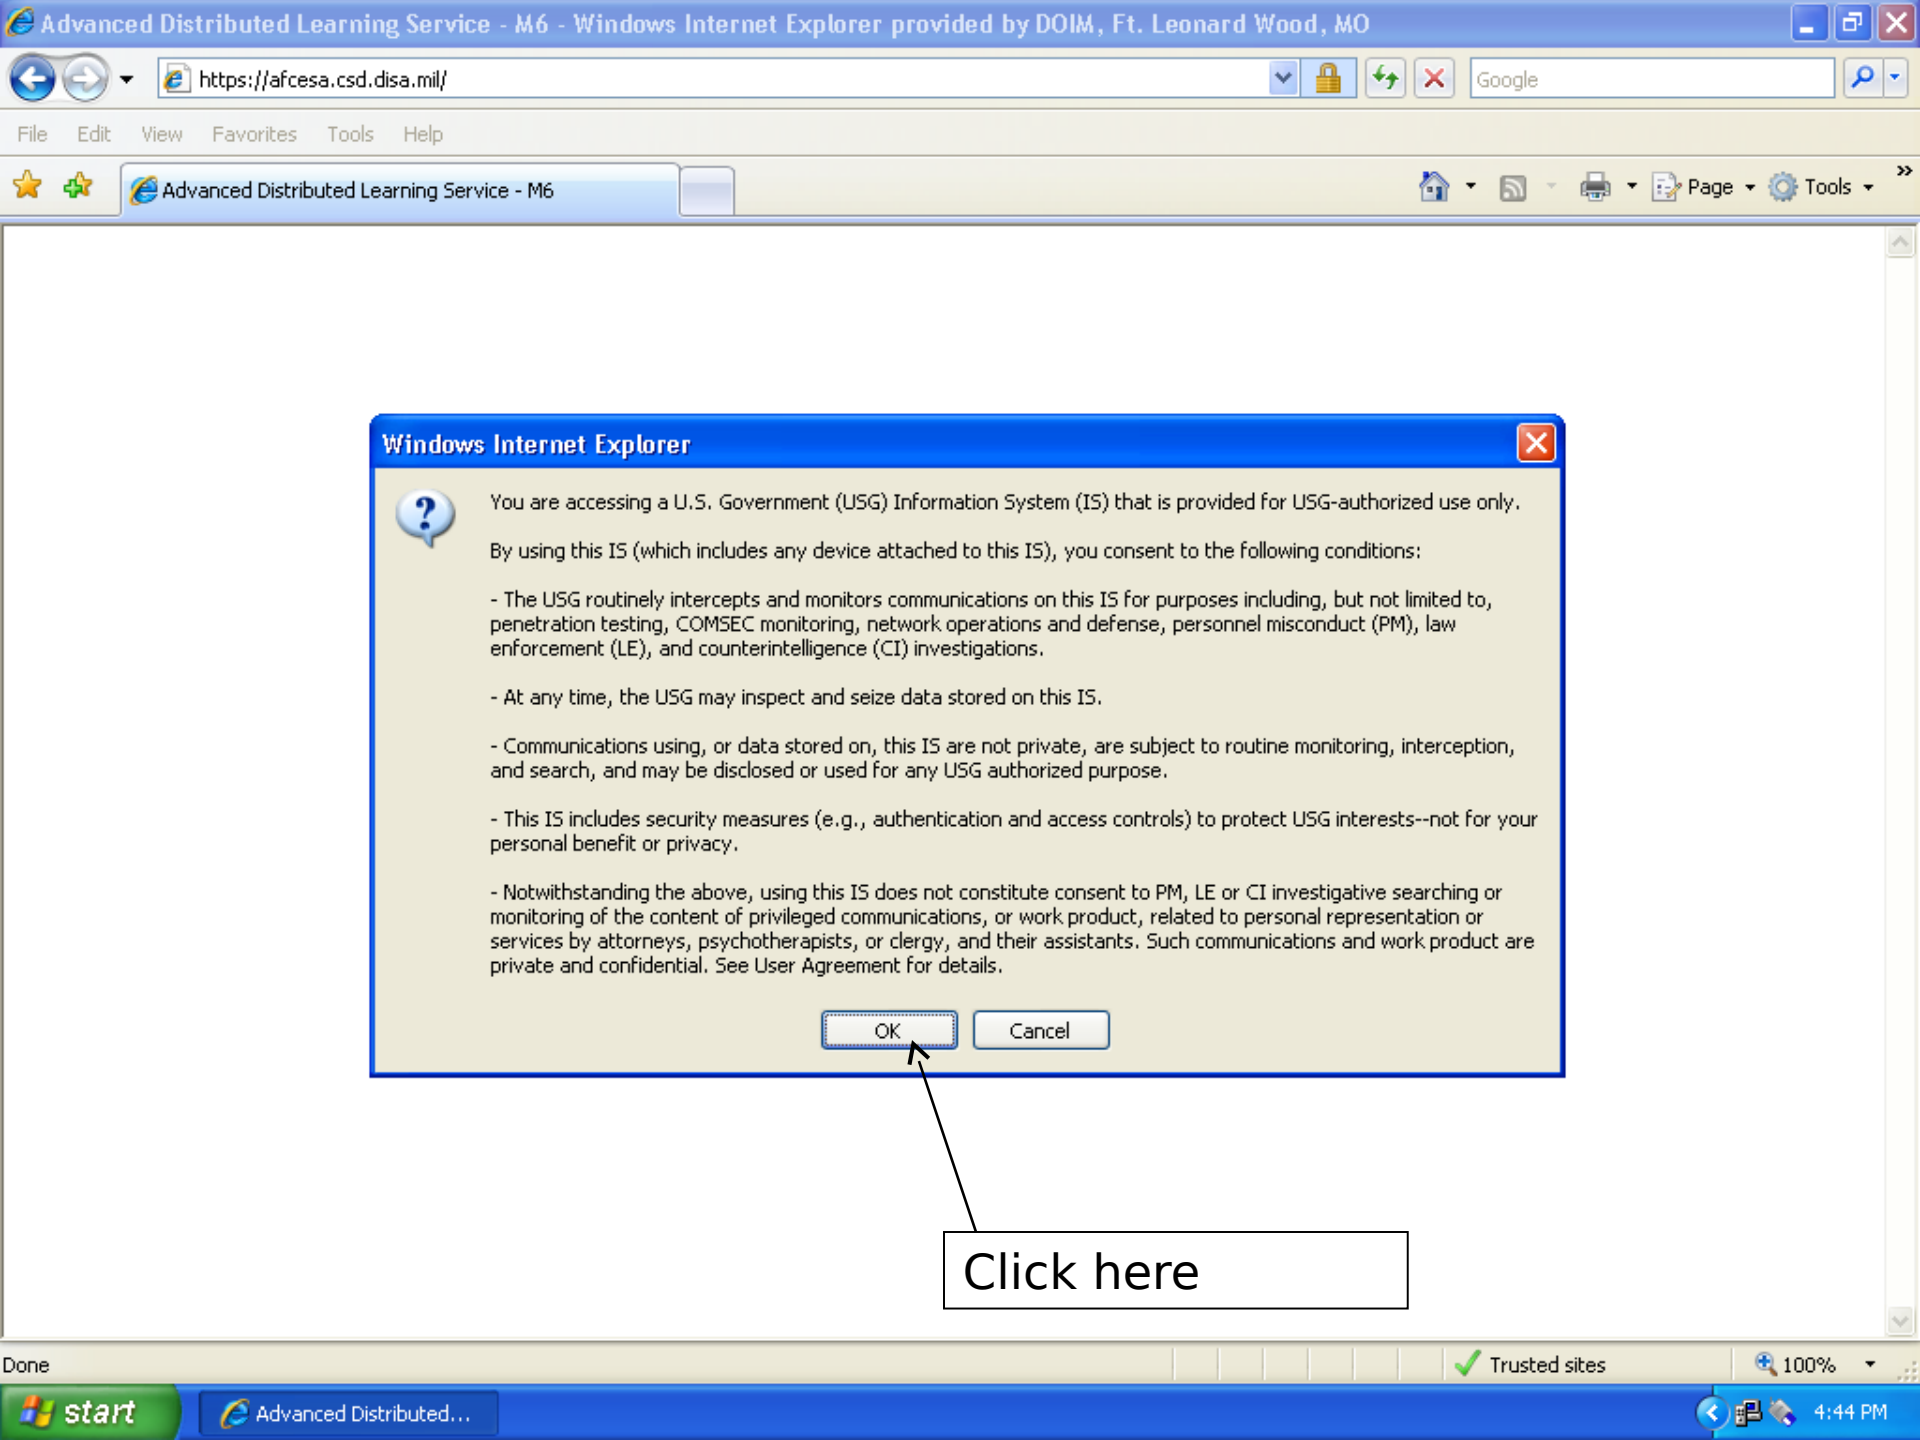 Advanced Distributed Learning Service - M6 - Windows Internet Explorer provided by DOIM, Ft. Leonard Wood, MO
https://afcesa.csd.disa.mil/
Google
File Edit View Favorites Tools Help
Advanced Distributed Learning Service - M6
Page Tools »
Windows Internet Explorer
You are accessing a U.S. Government (USG) Information System (IS) that is provided for USG-authorized use only.
By using this IS (which includes any device attached to this IS), you consent to the following conditions:
- The USG routinely intercepts and monitors communications on this IS for purposes including, but not limited to,
penetration testing, COMSEC monitoring, network operations and defense, personnel misconduct (PM), law
enforcement (LE), and counterintelligence (CI) investigations.
- At any time, the USG may inspect and seize data stored on this IS.
- Communications using, or data stored on, this IS are not private, are subject to routine monitoring, interception,
and search, and may be disclosed or used for any USG authorized purpose.
- This IS includes security measures (e.g., authentication and access controls) to protect USG interests--not for your
personal benefit or privacy.
- Notwithstanding the above, using this IS does not constitute consent to PM, LE or CI investigative searching or
monitoring of the content of privileged communications, or work product, related to personal representation or
services by attorneys, psychotherapists, or clergy, and their assistants. Such communications and work product are
private and confidential. See User Agreement for details.
OK Cancel
Click here
Done Trusted sites 100%
start Advanced Distributed... 4:44 PM